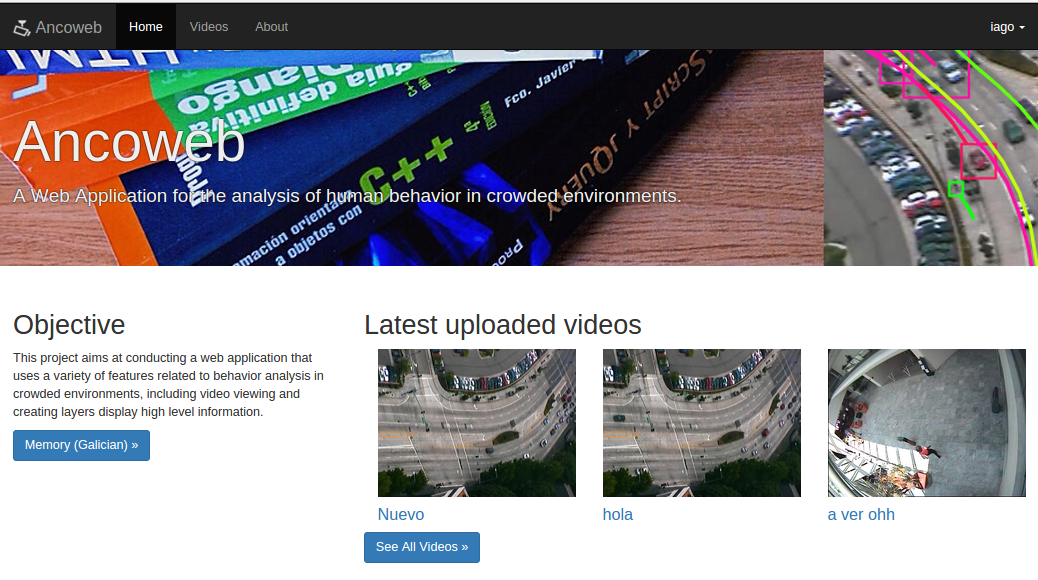 Ancoweb
Home
Videos
About
iago
HTML
guía definitiva
Django
C++
EDICIÓN
Fco. Javier
SCRIPT Y JQUERY
a objetos con
Ancoweb
A Web Application for the analysis of human behavior in crowded environments.
Objective
This project aims at conducting a web application that
uses a variety of features related to behavior analysis in
crowded environments, including video viewing and
creating layers display high level information.
Memory (Galician) »
Latest uploaded videos
Nuevo
hola
a ver ohh
See All Videos »